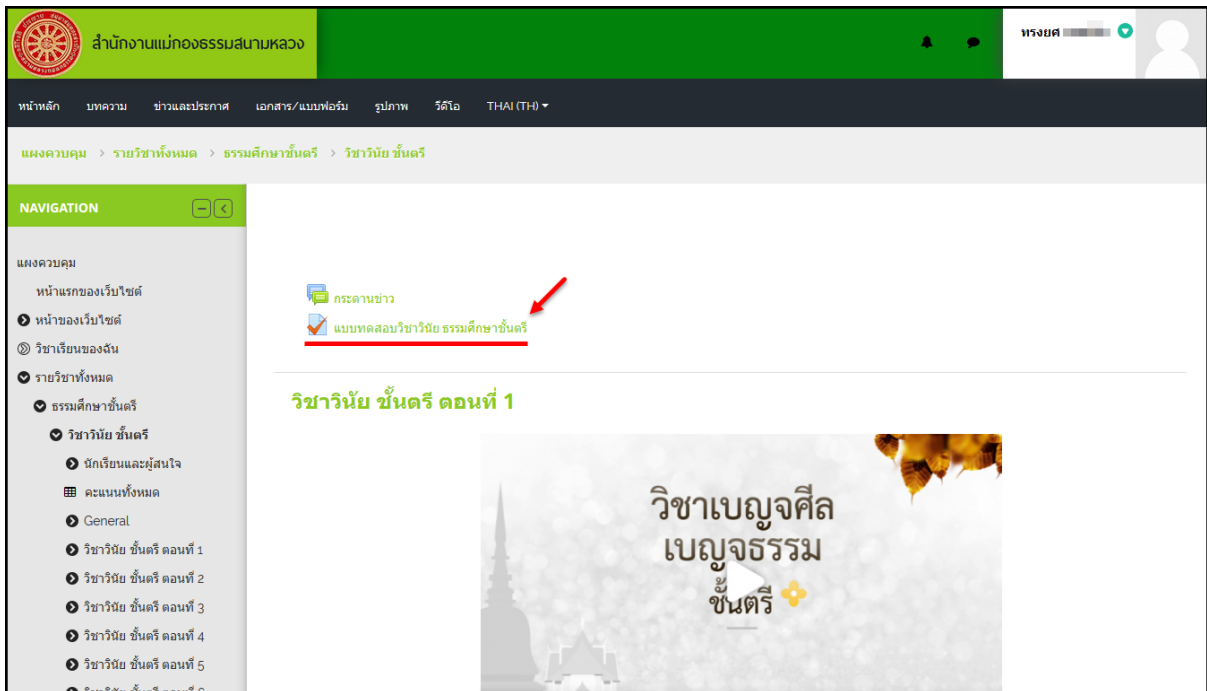 สำนักงานแม่กองธรรมสนามหลวง
ทรงยศ
หน้าหลัก บทความ ข่าวและประกาศ เอกสาร/แบบฟอร์ม รูปภาพ วีดีโอ THAI (TH)
แผงควบคุม > รายวิชาทั้งหมด > ธรรมศึกษาชั้นตรี > วิชาวินัย ชั้นตรี
NAVIGATION
แผงควบคุม
หน้าแรกของเว็บไซต์
หน้าของเว็บไซต์
วิชาเรียนของฉัน
รายวิชาทั้งหมด
ธรรมศึกษาชั้นตรี
วิชาวินัย ชั้นตรี
นักเรียนและผู้สนใจ
คะแนนทั้งหมด
General
วิชาวินัย ชั้นตรี ตอนที่ 1
วิชาวินัย ชั้นตรี ตอนที่ 2
วิชาวินัย ชั้นตรี ตอนที่ 3
วิชาวินัย ชั้นตรี ตอนที่ 4
วิชาวินัย ชั้นตรี ตอนที่ 5
กระดานข่าว
แบบทดสอบวิชาวินัย ธรรมศึกษาชั้นตรี
วิชาวินัย ชั้นตรี ตอนที่ 1
วิชาเบญจศีล
เบญจธรรม
ชั้นตรี